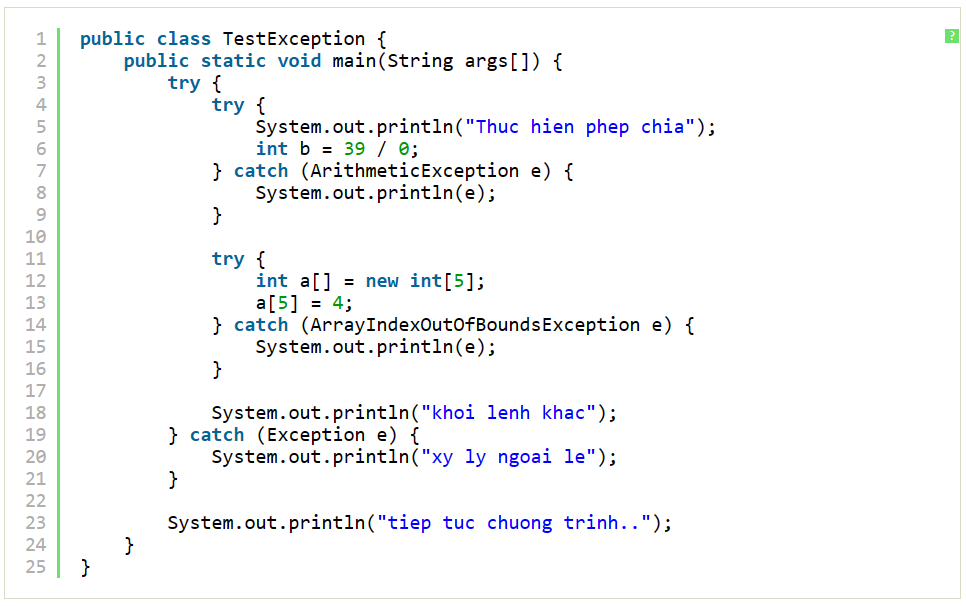 1 public class TestException {
2     public static void main(String args[]) {
3         try {
4             try {
5                 System.out.println("Thuc hien phep chia");
6                 int b = 39 / 0;
7             } catch (ArithmeticException e) {
8                 System.out.println(e);
9             }
10
11             try {
12                 int a[] = new int[5];
13                 a[5] = 4;
14             } catch (ArrayIndexOutOfBoundsException e) {
15                 System.out.println(e);
16             }
17
18             System.out.println("khoi lenh khac");
19         } catch (Exception e) {
20             System.out.println("xy ly ngoai le");
21         }
22
23         System.out.println("tiep tuc chuong trinh..");
24     }
25 }
?